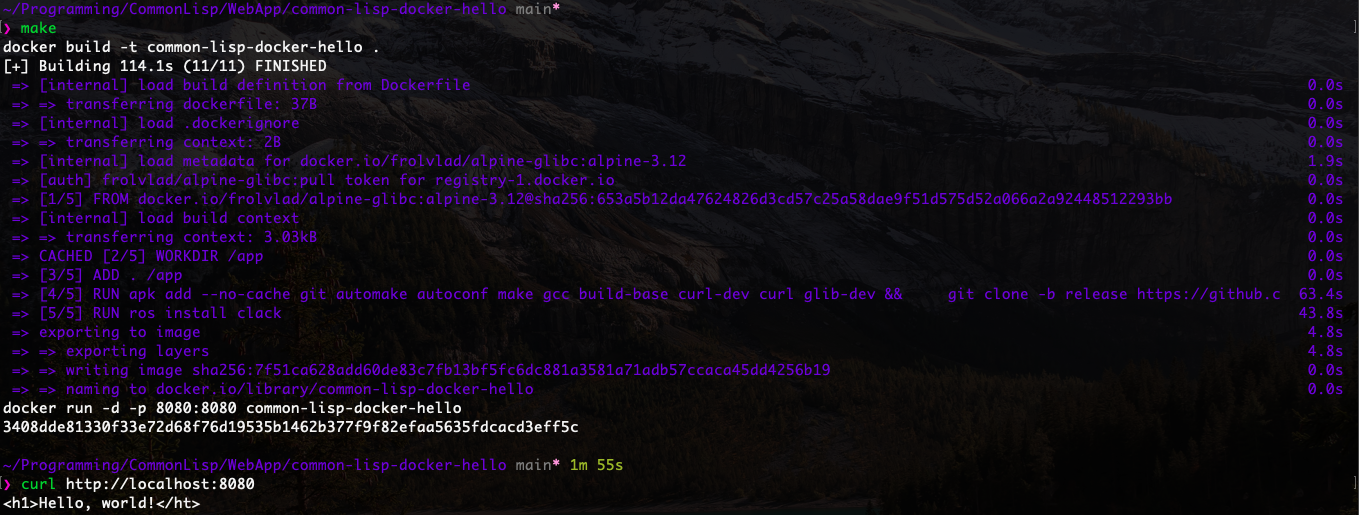 ~/Programming/CommonLisp/WebApp/common-lisp-docker-hello main*
❯ make
docker build -t common-lisp-docker-hello .
[+] Building 114.1s (11/11) FINISHED
=> [internal] load build definition from Dockerfile 0.0s
=> => transferring dockerfile: 37B 0.0s
=> [internal] load .dockerignore 0.0s
=> => transferring context: 2B 0.0s
=> [internal] load metadata for docker.io/frolvlad/alpine-glibc:alpine-3.12 1.9s
=> [auth] frolvlad/alpine-glibc:pull token for registry-1.docker.io 0.0s
=> [1/5] FROM docker.io/frolvlad/alpine-glibc:alpine-3.12@sha256:653a5b12da47624826d3cd57c25a58dae9f51d575d52a066a2a92448512293bb 0.0s
=> [internal] load build context 0.0s
=> => transferring context: 3.03kB 0.0s
=> CACHED [2/5] WORKDIR /app 0.0s
=> [3/5] ADD . /app 0.0s
=> [4/5] RUN apk add --no-cache git automake autoconf make gcc build-base curl-dev curl glib-dev &&     git clone -b release https://github.c 63.4s
=> [5/5] RUN ros install clack 43.8s
=> exporting to image 4.8s
=> => exporting layers 4.8s
=> => writing image sha256:7f51ca628add60de83c7fb13bf5fc6dc881a3581a71adb57ccaca45dd4256b19 0.0s
=> => naming to docker.io/library/common-lisp-docker-hello 0.0s
docker run -d -p 8080:8080 common-lisp-docker-hello
3408dde81330f33e72d68f76d19535b1462b377f9f82efaa5635fdcacd3eff5c
~/Programming/CommonLisp/WebApp/common-lisp-docker-hello main* 1m 55s
❯ curl http://localhost:8080
<h1>Hello, world!</ht>